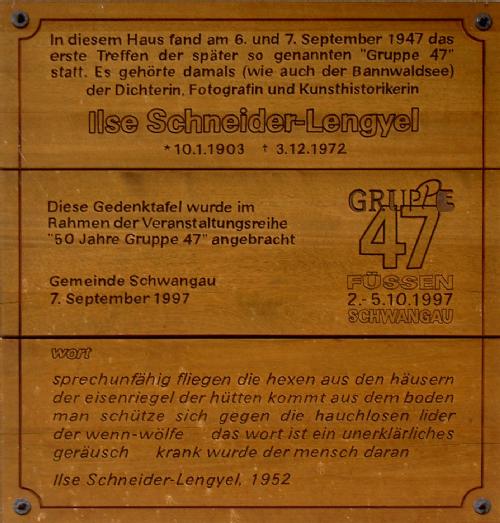 In diesem Haus fand am 6. und 7. September 1947 das
erste Treffen der später so genannten "Gruppe 47"
statt. Es gehörte damals (wie auch der Bannwaldsee)
der Dichterin, Fotografin und Kunsthistorikerin
Ilse Schneider-Lengyel
* 10.1.1903 † 3.12.1972
Diese Gedenktafel wurde im
Rahmen der Veranstaltungsreihe
"50 Jahre Gruppe 47" angebracht
Gemeinde Schwangau
7. September 1997
GRUPPE
47
FÜSSEN
2.-5.10.1997
SCHWANGAU
wort
sprechunfähig fliegen die hexen aus den häusern
der eisenriegel der hütten kommt aus dem boden
man schütze sich gegen die hauchlosen lider
der wenn-wölfe das wort ist ein unerklärliches
geräusch krank wurde der mensch daran
Ilse Schneider-Lengyel, 1952